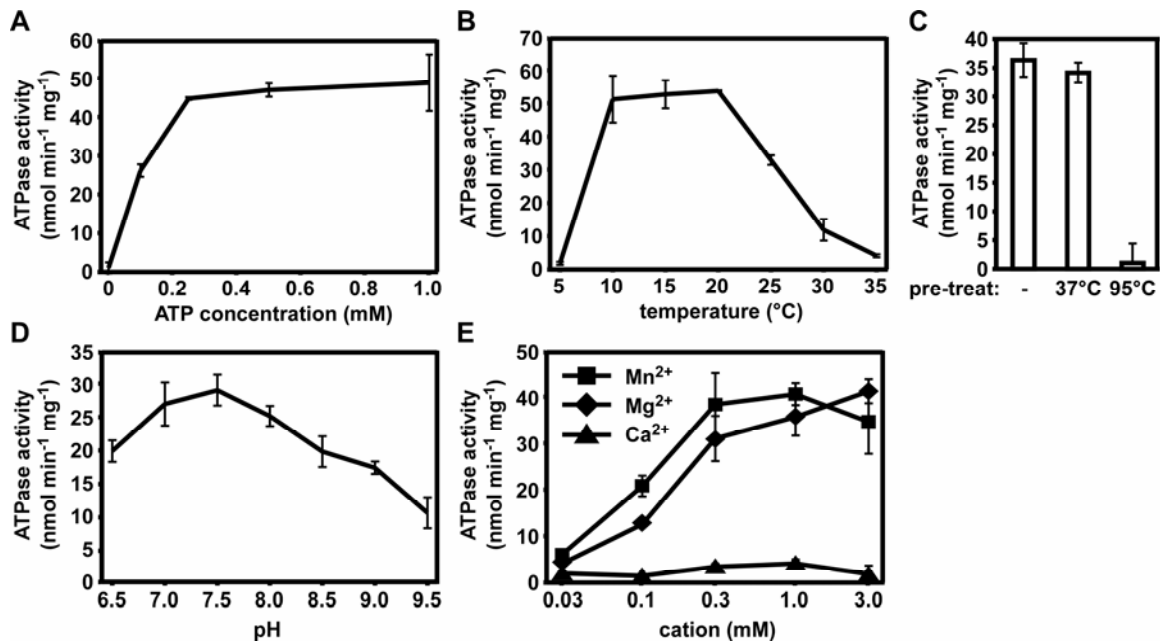 A
ATPase activity
(nmol min⁻¹ mg⁻¹)
60
50
40
30
20
10
0
0 0.2 0.4 0.6 0.8 1.0
ATP concentration (mM)
B
ATPase activity
(nmol min⁻¹ mg⁻¹)
70
60
50
40
30
20
10
0
5 10 15 20 25 30 35
temperature (°C)
C
ATPase activity
(nmol min⁻¹ mg⁻¹)
40
35
30
25
20
15
10
5
0
pre-treat: - 37°C 95°C
D
ATPase activity
(nmol min⁻¹ mg⁻¹)
35
30
25
20
15
10
5
0
6.5 7.0 7.5 8.0 8.5 9.0 9.5
pH
E
ATPase activity
(nmol min⁻¹ mg⁻¹)
50
40
30
20
10
0
Mn²⁺
Mg²⁺
Ca²⁺
0.03 0.1 0.3 1.0 3.0
cation (mM)